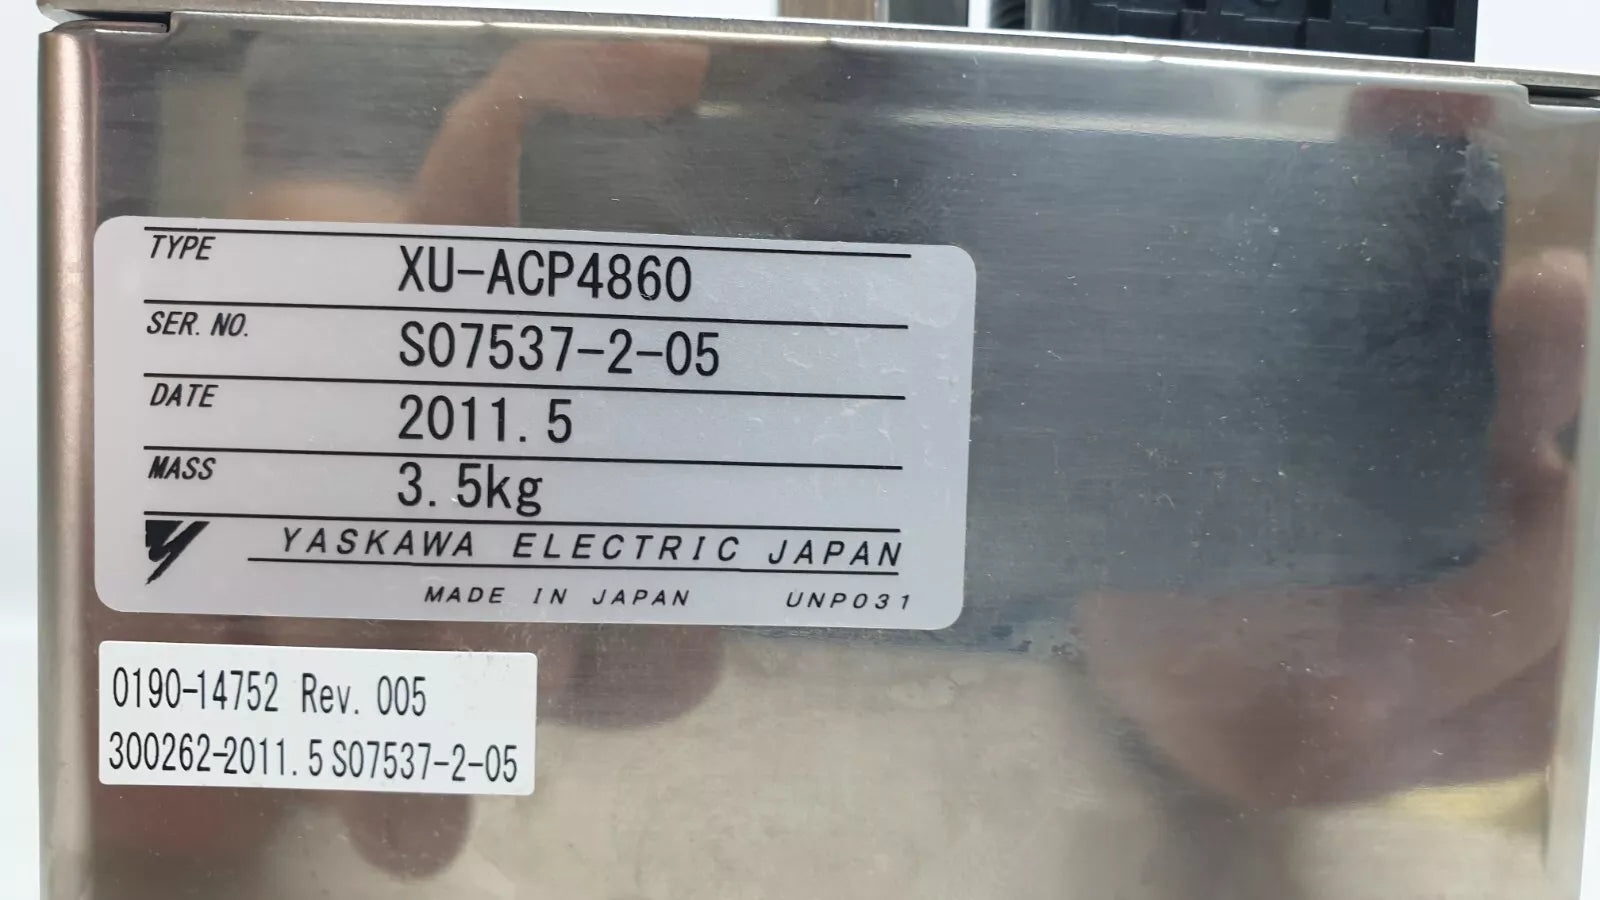 TYPE XU-ACP4860
SER. NO. S07537-2-05
DATE 2011. 5
MASS 3. 5kg
YASKAWA ELECTRIC JAPAN
MADE IN JAPAN UNP031
0190-14752 Rev. 005
300262-2011. 5 S07537-2-05